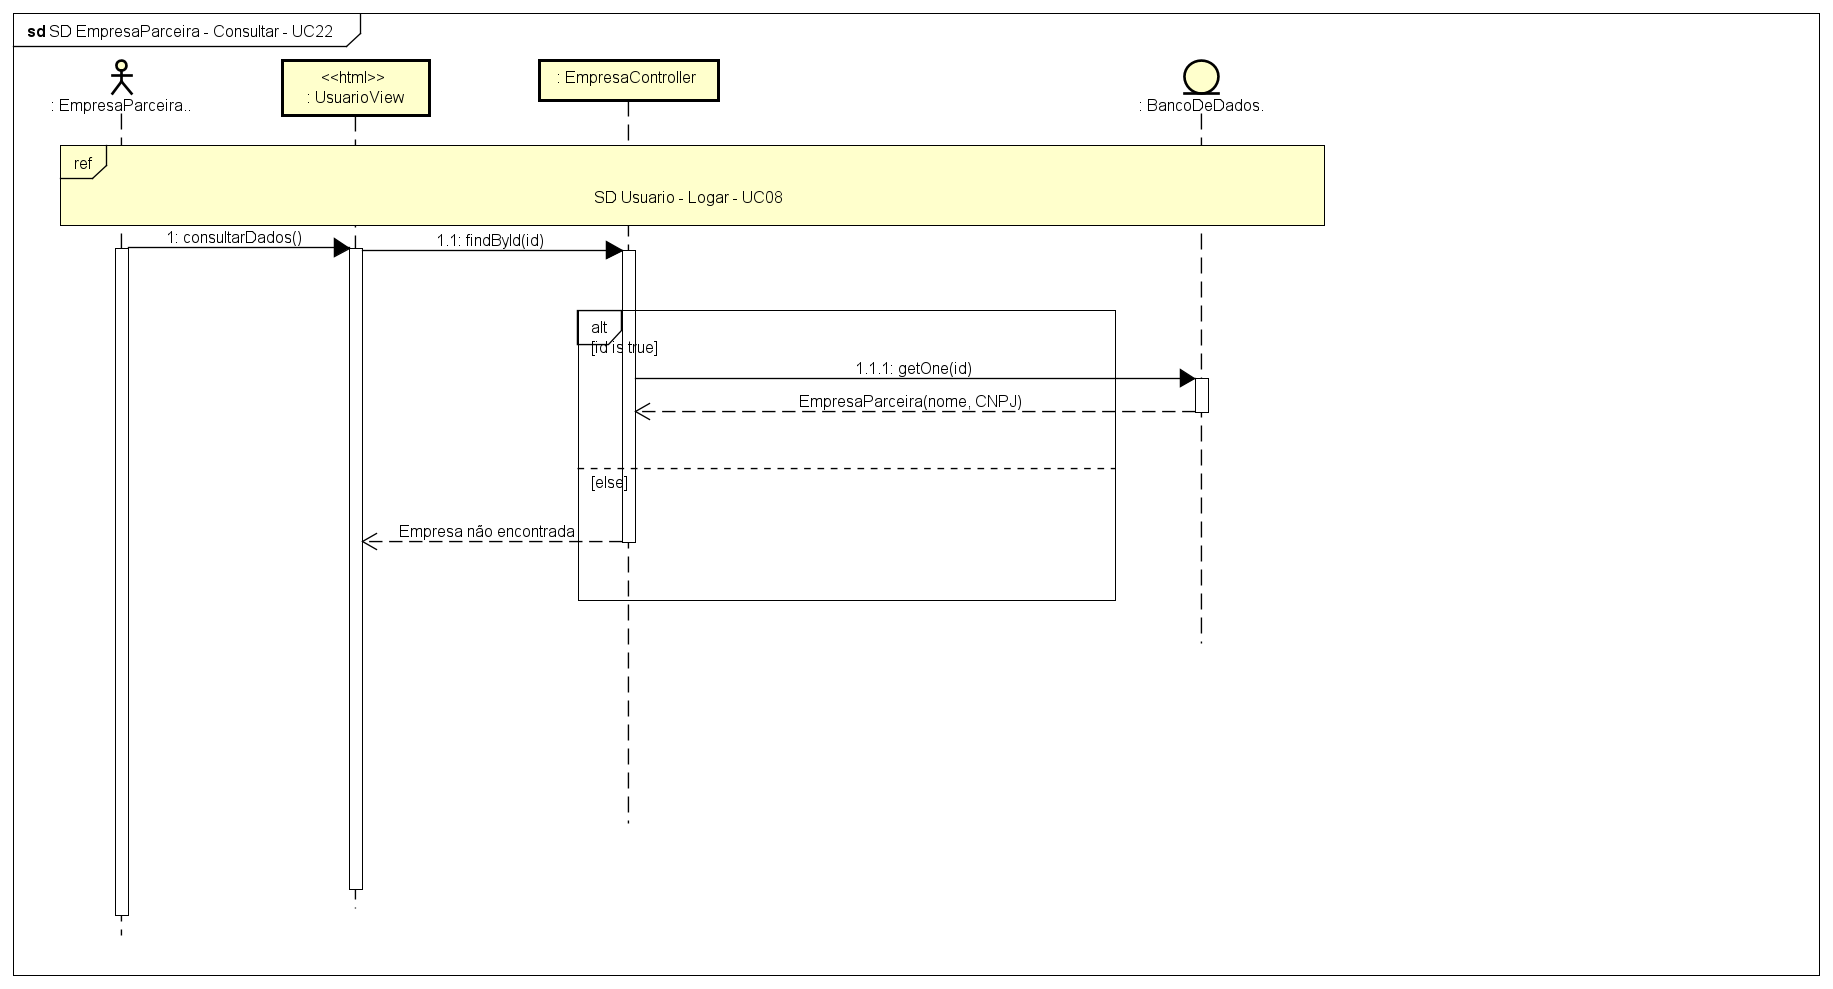 sd SD EmpresaParceira - Consultar - UC22
: EmpresaParceira..
<<html>>
: UsuarioView
: EmpresaController
: BancoDeDados.
ref
SD Usuario - Logar - UC08
1: consultarDados()
1.1: findById(id)
alt
[id is true]
1.1.1: getOne(id)
EmpresaParceira(nome, CNPJ)
[else]
Empresa não encontrada